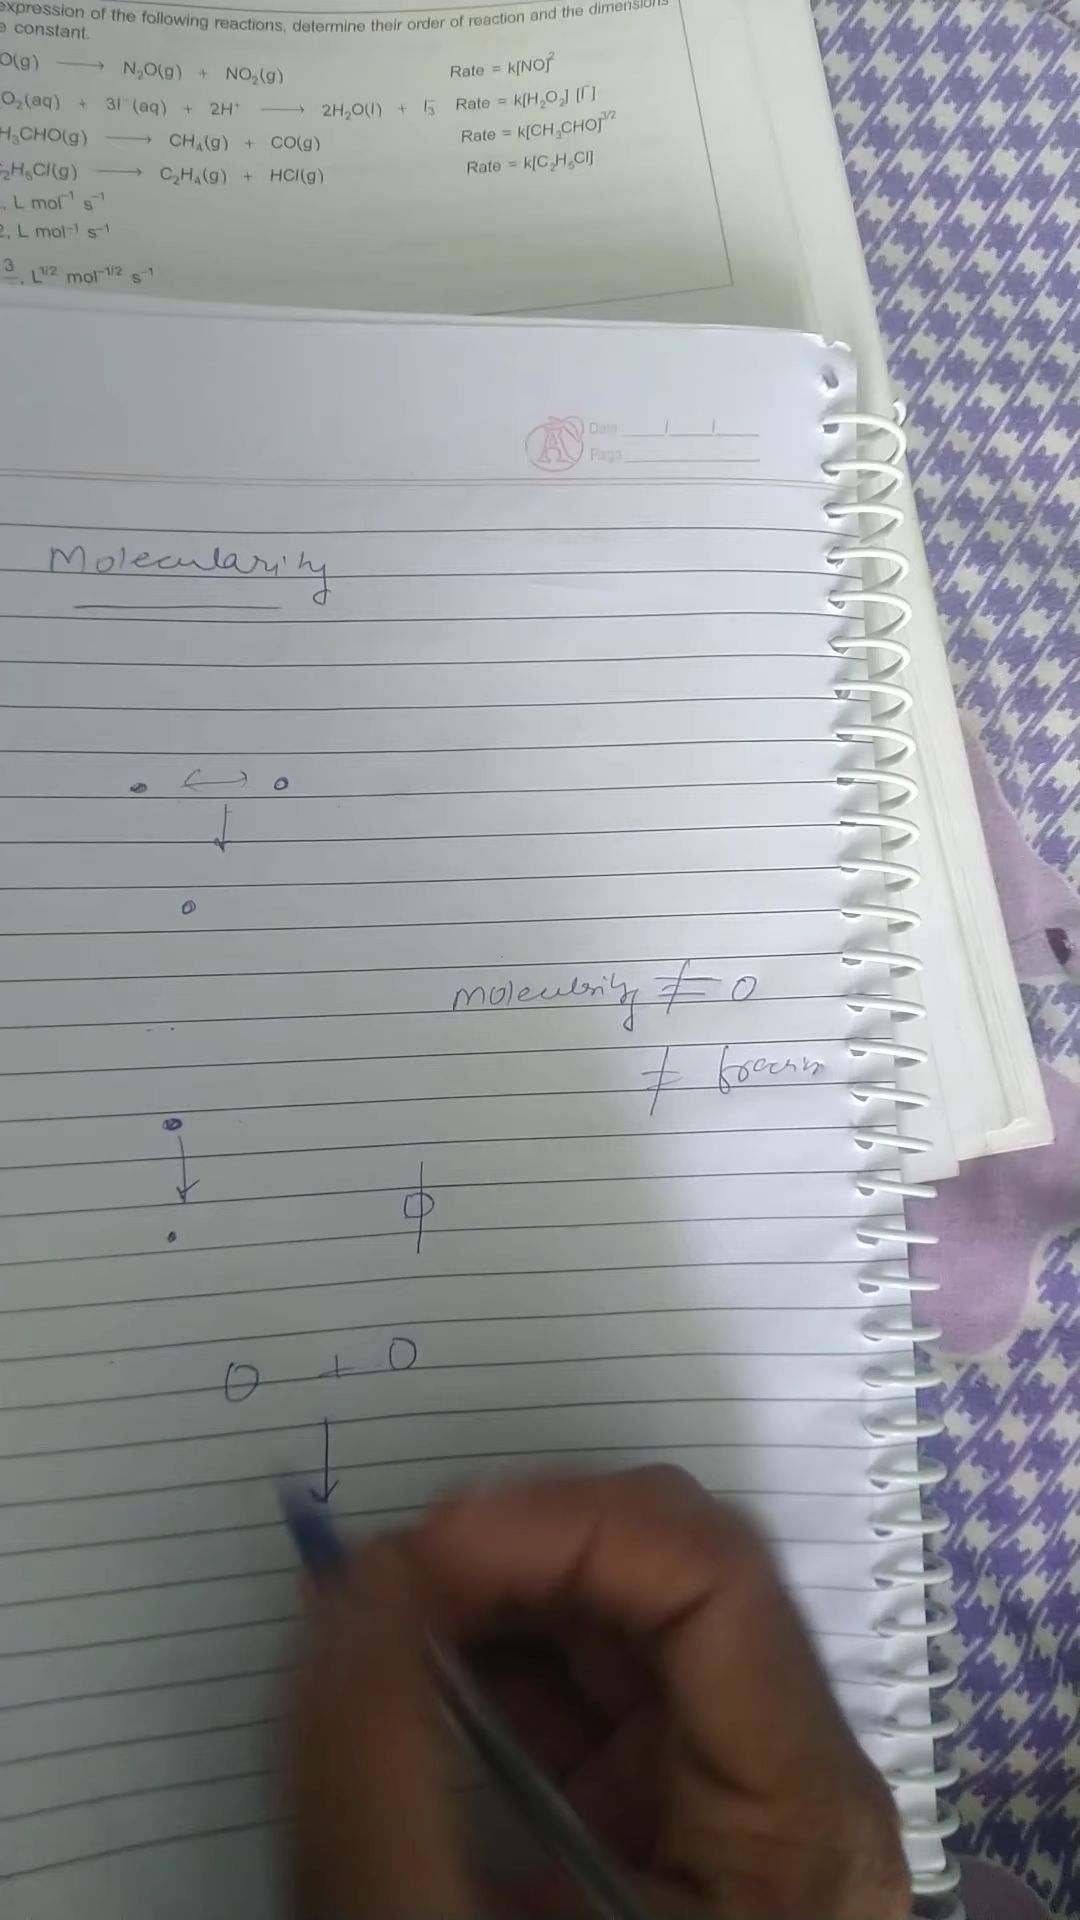 expression of the following reactions, determine their order of reaction and the dimensions
constant.
O(g) ⟶ N₂O(g) + NO₂(g) Rate = k[NO]²
O₂(aq) + 3I⁻(aq) + 2H⁺ ⟶ 2H₂O(l) + I₃⁻ Rate = k[H₂O₂] [I⁻]
H₃CHO(g) ⟶ CH₄(g) + CO(g) Rate = k[CH₃CHO]^3/2
₂H₅Cl(g) ⟶ C₂H₄(g) + HCl(g) Rate = k[C₂H₅Cl]
, L mol⁻¹ s⁻¹
2, L mol⁻¹ s⁻¹
3, L^1/2 mol^-1/2 s⁻¹
A
Date / /
Page
Molecularity
molecularity ≠ 0
≠
O + O